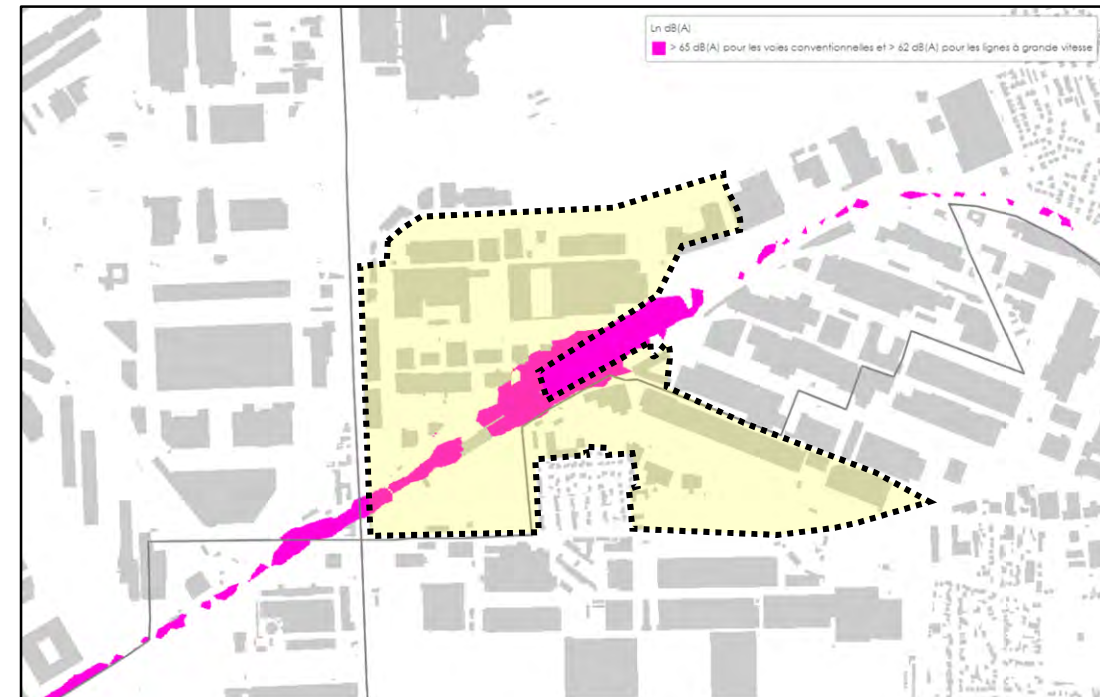 Ln dB(A)
> 65 dB(A) pour les voies conventionnelles et > 62 dB(A) pour les lignes à grande vitesse